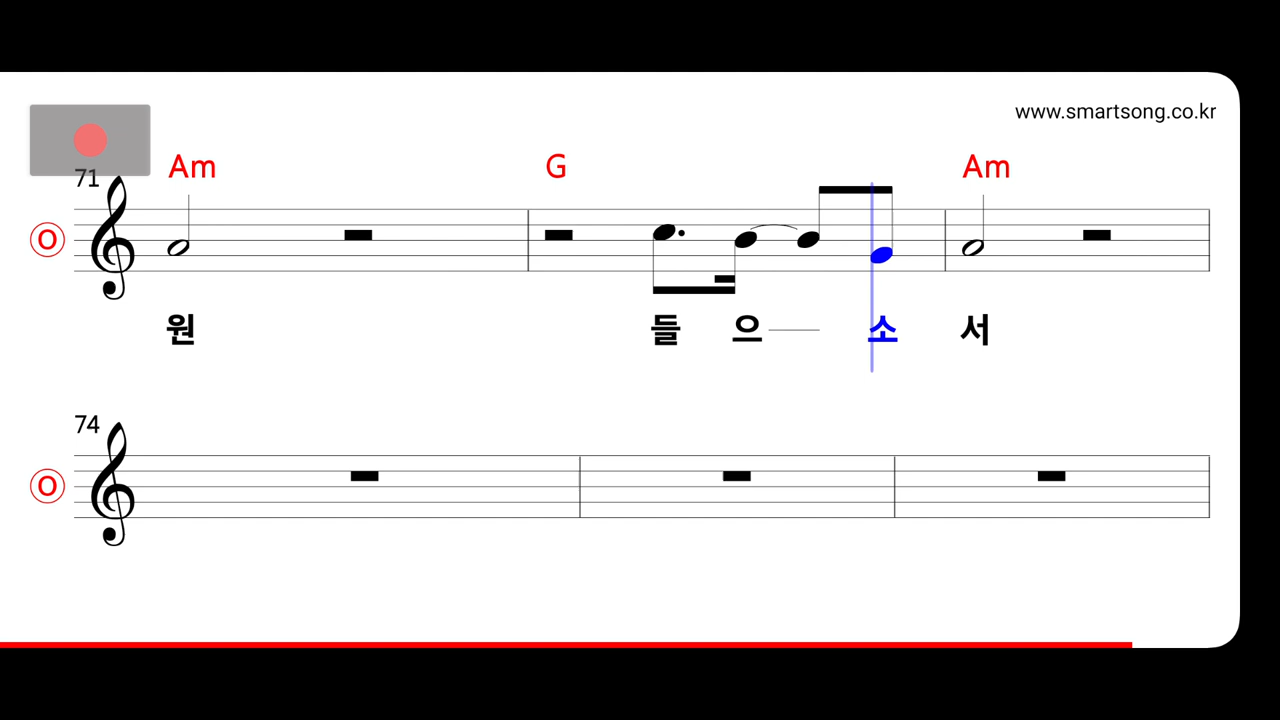 www.smartsong.co.kr
Am G Am
71
O
원 들 으 소 서
74
O